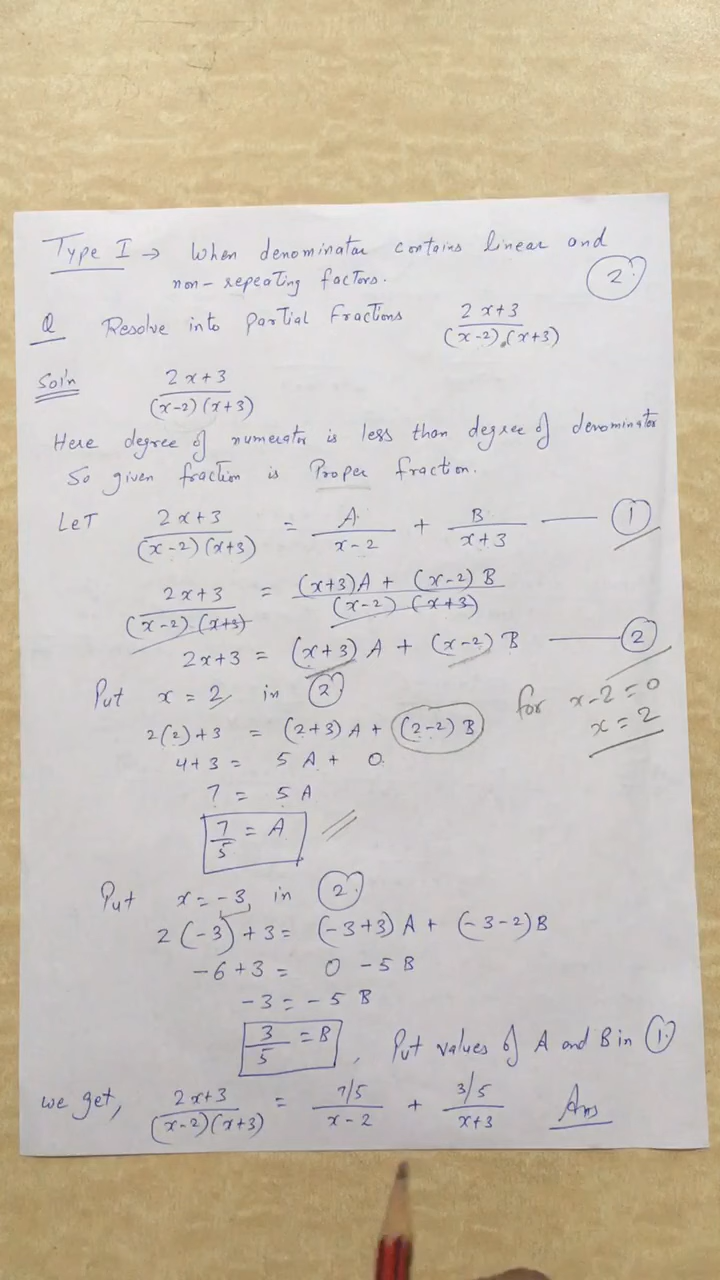 Type I → When denominator contains linear and
non-repeating factors.
2
Q Resolve into Partial Fractions (2x+3)/((x-2)(x+3))
Sol'n (2x+3)/((x-2)(x+3))
Here degree of numerator is less than degree of denominator
So given fraction is Proper fraction.
Let (2x+3)/((x-2)(x+3)) = A/(x-2) + B/(x+3) — 1
(2x+3)/((x-2)(x+3)) = ((x+3)A + (x-2)B)/((x-2)(x+3))
2x+3 = (x+3)A + (x-2)B — 2
Put x = 2 in 2
for x-2=0
x=2
2(2)+3 = (2+3)A + (2-2)B
4+3 = 5A + 0
7 = 5A
7/5 = A
Put x = -3 in 2
2(-3)+3 = (-3+3)A + (-3-2)B
-6+3 = 0 -5B
-3 = -5B
3/5 = B, Put values of A and B in 1
we get, (2x+3)/((x-2)(x+3)) = (7/5)/(x-2) + (3/5)/(x+3) Ans